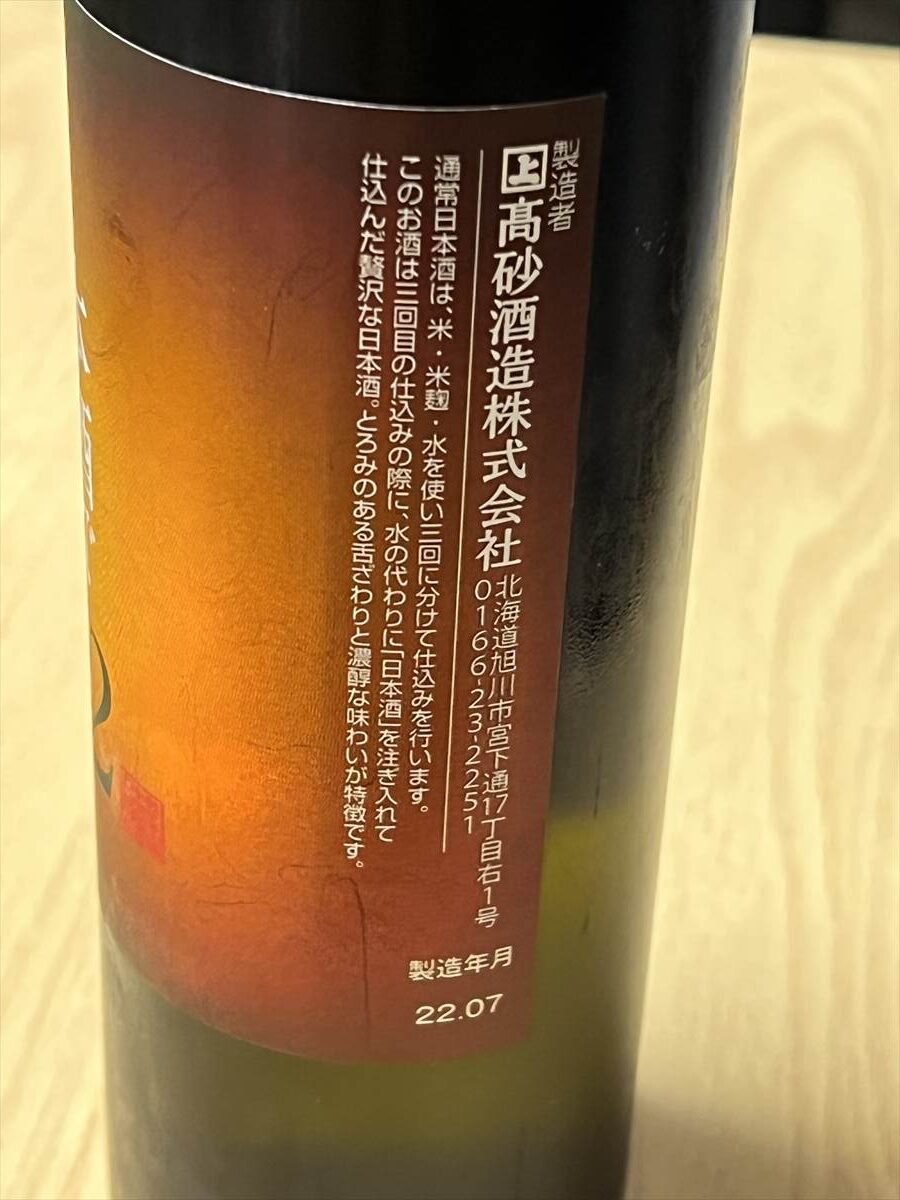 製造者
上 髙砂酒造株式会社
北海道旭川市宮下通17丁目右1号
0166-23-2251
通常日本酒は、米・米麹・水を使い三回に分けて仕込みを行います。
このお酒は三回目の仕込みの際に、水の代わりに「日本酒」を注ぎ入れて
仕込んだ贅沢な日本酒。とろみのある舌ざわりと濃醇な味わいが特徴です。
製造年月
22.07